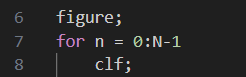 6 figure;
7 for n = 0:N-1
8 clf;